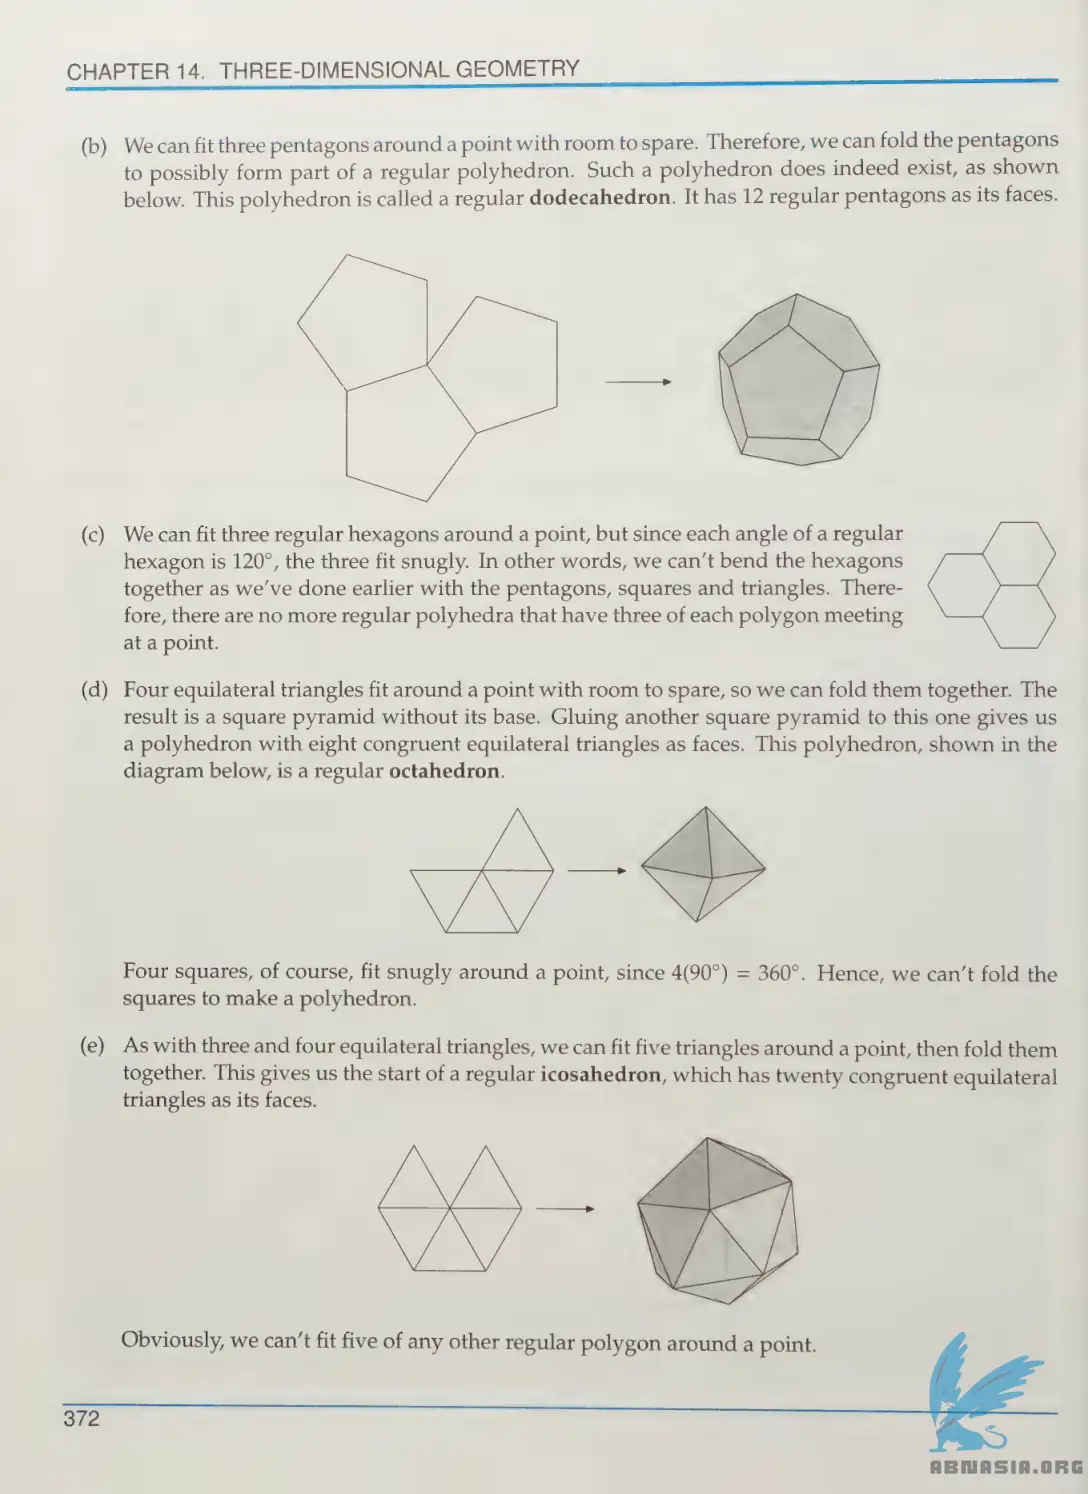 CHAPTER 14. THREE-DIMENSIONAL GEOMETRY
(b) We can fit three pentagons around a point with room to spare. Therefore, we can fold the pentagons
to possibly form part of a regular polyhedron. Such a polyhedron does indeed exist, as shown
below. This polyhedron is called a regular dodecahedron. It has 12 regular pentagons as its faces.
(c) We can fit three regular hexagons around a point, but since each angle of a regular
hexagon is 120°, the three fit snugly. In other words, we can't bend the hexagons
together as we've done earlier with the pentagons, squares and triangles. There-
fore, there are no more regular polyhedra that have three of each polygon meeting
at a point.
(d) Four equilateral triangles fit around a point with room to spare, so we can fold them together. The
result is a square pyramid without its base. Gluing another square pyramid to this one gives us
a polyhedron with eight congruent equilateral triangles as faces. This polyhedron, shown in the
diagram below, is a regular octahedron.
Four squares, of course, fit snugly around a point, since 4(90°) = 360°. Hence, we can't fold the
squares to make a polyhedron.
(e) As with three and four equilateral triangles, we can fit five triangles around a point, then fold them
together. This gives us the start of a regular icosahedron, which has twenty congruent equilateral
triangles as its faces.
Obviously, we can't fit five of any other regular polygon around a point.
372
ABNASIA.ORG